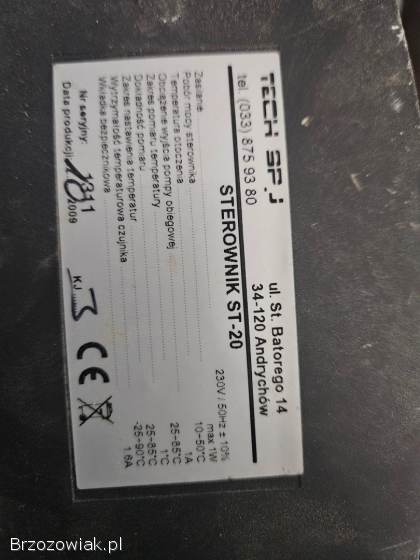 TECH SP.J
ul. St. Batorego 14
34-120 Andrychów
tel. (033) 875 93 80
STEROWNIK ST-20
Zasilanie 230V / 50Hz ± 10%
Pobór mocy sterownika max 1W
Temperatura otoczenia 10-50°C
Obciążenie wyjścia pompy obiegowej 1A
Zakres pomiaru temperatury 25-85°C
Dokładność pomiaru 1°C
Zakres nastawienia temperatur 25-85°C
Wytrzymałość temperaturowa czujnika -25÷90°C
Wkładka bezpiecznikowa 1.6A
Nr seryjny: 1311
Data produkcji 2009
KJ
CE
Brzozowiak.pl